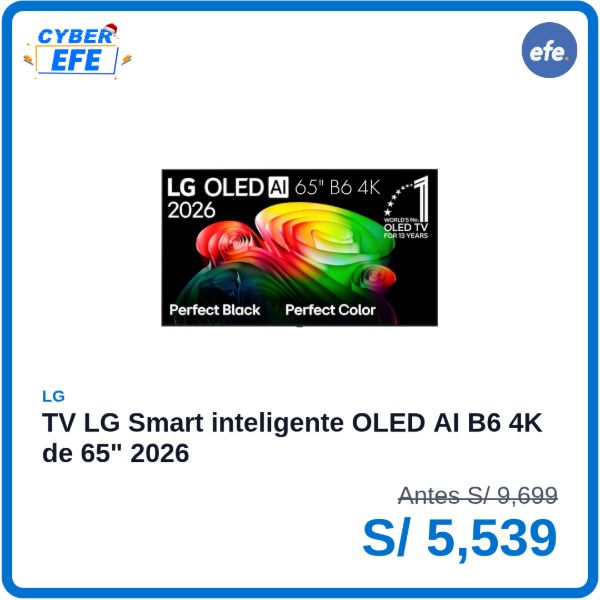 CYBER
EFE
efe.
LG OLED AI 65" B6 4K
2026
1
WORLD'S No.
OLED TV
FOR 13 YEARS
Perfect Black Perfect Color
LG
TV LG Smart inteligente OLED AI B6 4K
de 65" 2026
Antes S/ 9,699
S/ 5,539